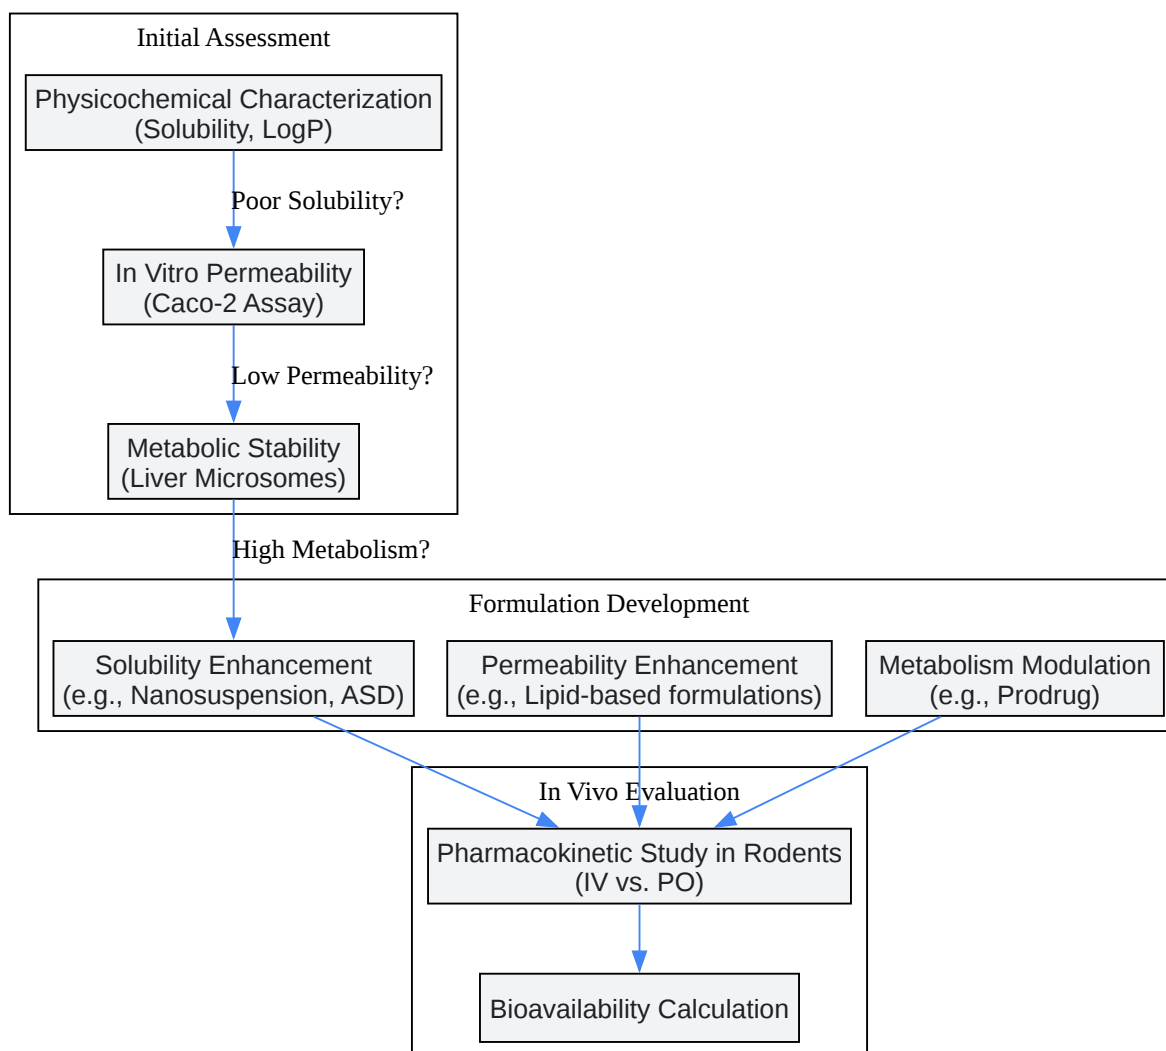 Initial Assessment
Physicochemical Characterization
(Solubility, LogP)
Poor Solubility?
In Vitro Permeability
(Caco-2 Assay)
Low Permeability?
Metabolic Stability
(Liver Microsomes)
High Metabolism?
Formulation Development
Solubility Enhancement
(e.g., Nanosuspension, ASD)
Permeability Enhancement
(e.g., Lipid-based formulations)
Metabolism Modulation
(e.g., Prodrug)
In Vivo Evaluation
Pharmacokinetic Study in Rodents
(IV vs. PO)
Bioavailability Calculation